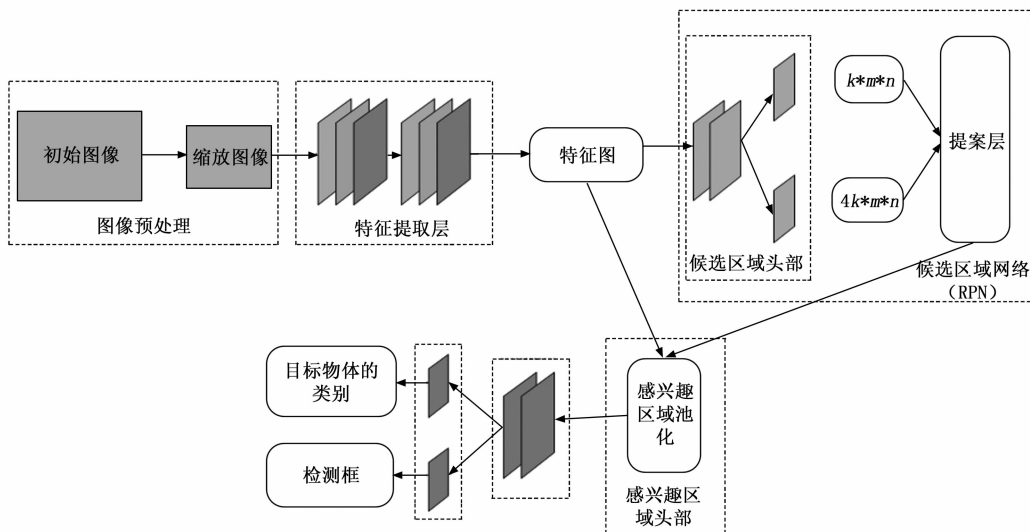 初始图像
缩放图像
图像预处理
特征提取层
特征图
k*m*n
4k*m*n
提案层
候选区域头部
候选区域网络
（RPN）
目标物体的
类别
检测框
感兴趣
区域池
化
感兴趣区
域头部